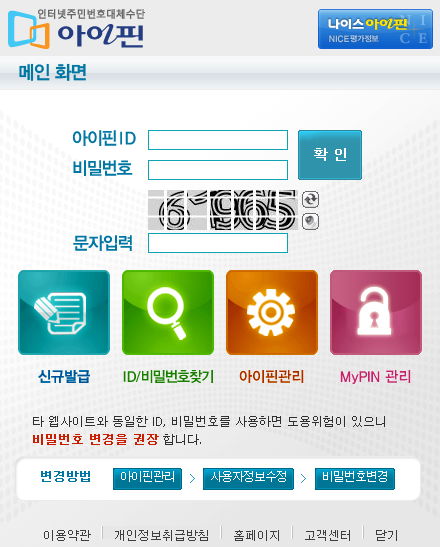 인터넷주민번호대체수단
아이핀
나이스 아이핀
NICE평가정보
NICE
메인 화면
아이핀 ID
비밀번호
확 인
문자입력
신규발급
ID/비밀번호찾기
아이핀관리
MyPIN 관리
타 웹사이트와 동일한 ID, 비밀번호를 사용하면 도용위험이 있으니
비밀번호 변경을 권장 합니다.
변경방법
아이핀관리
사용자정보수정
비밀번호변경
이용약관
개인정보취급방침
홈페이지
고객센터
닫기